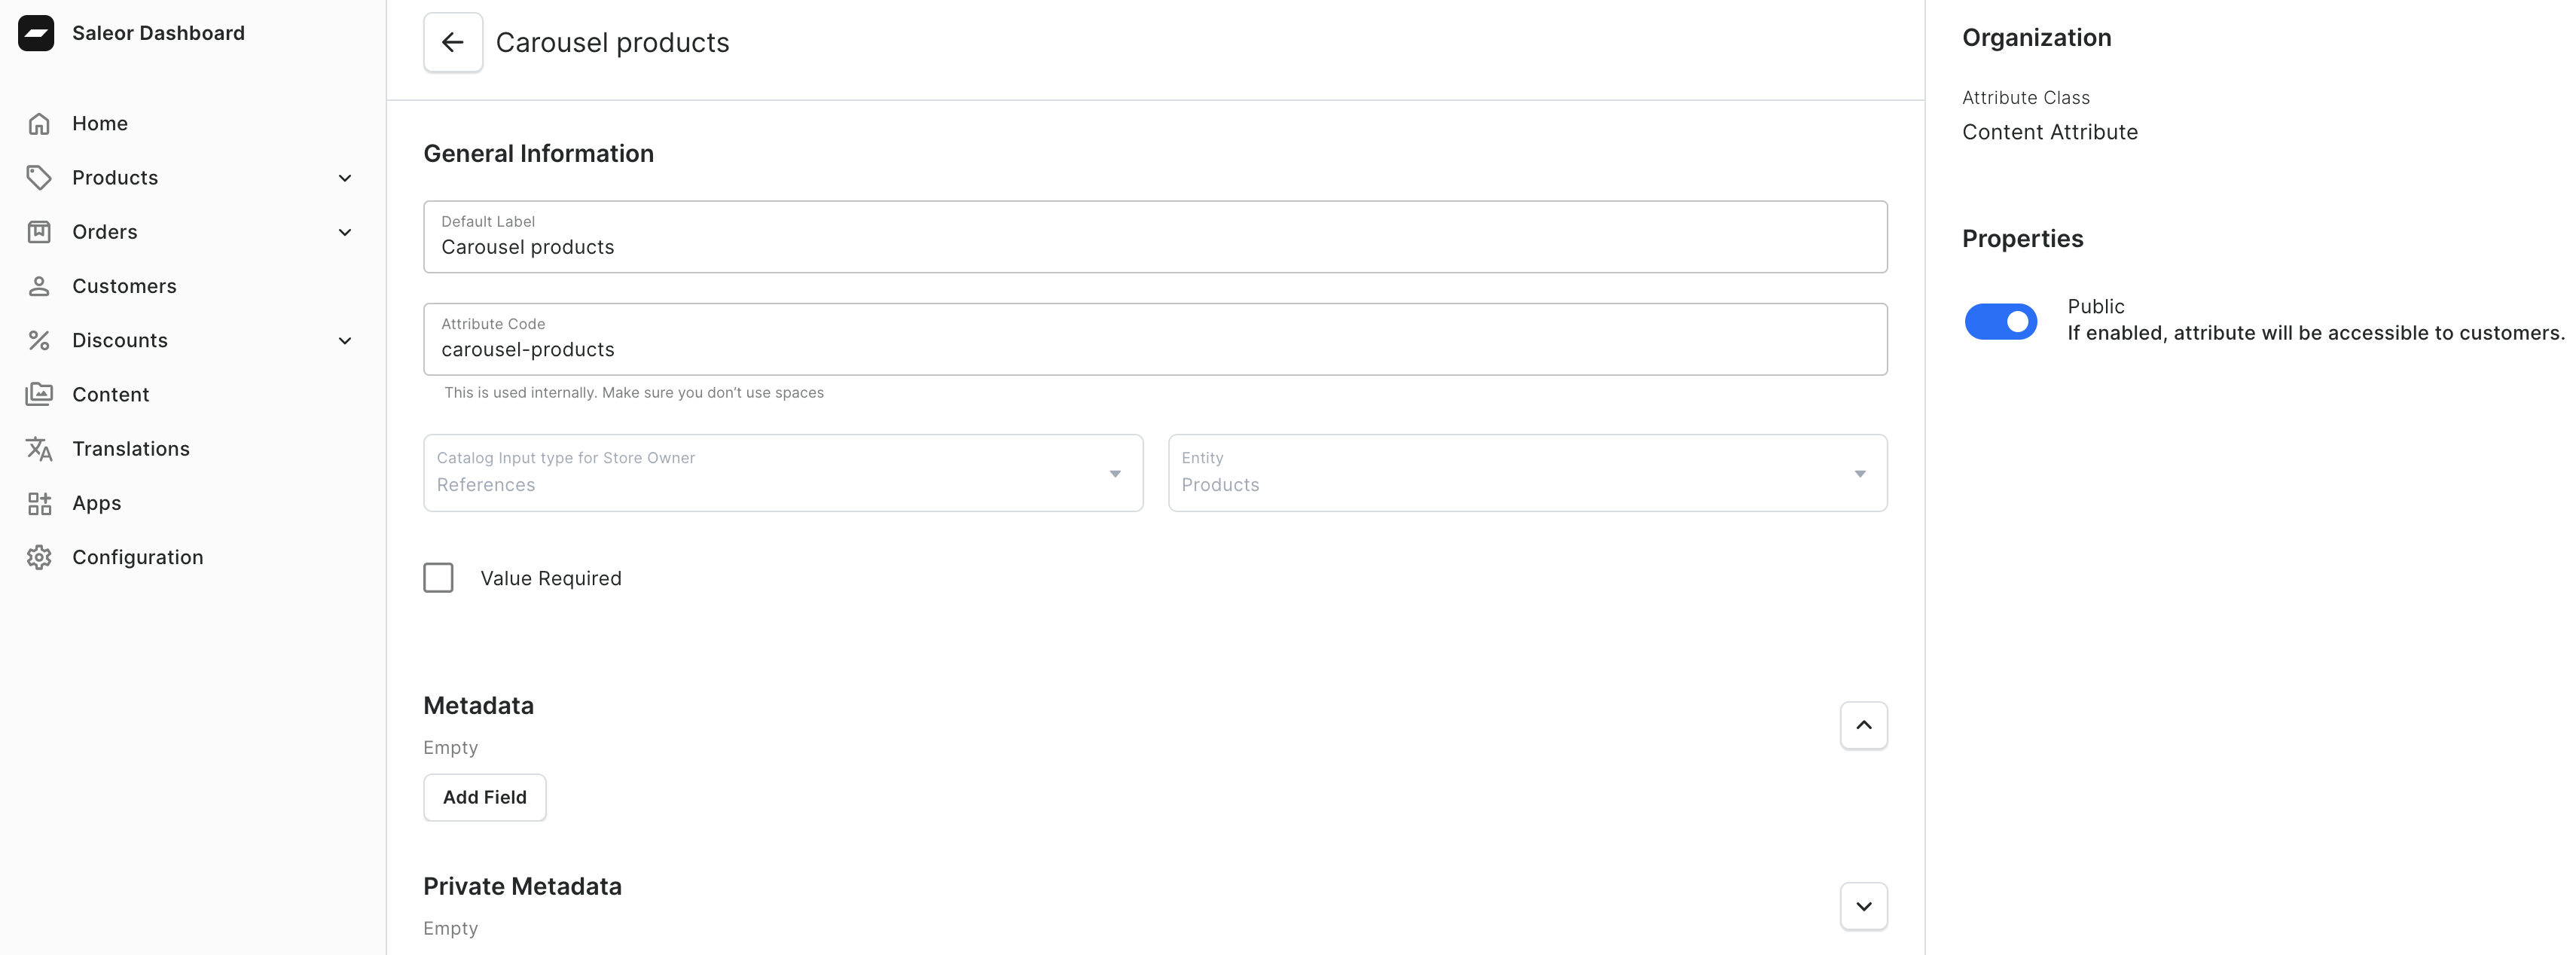 Saleor Dashboard
Home
Products
Orders
Customers
Discounts
Content
Translations
Apps
Configuration
Carousel products
General Information
Default Label
Carousel products
Attribute Code
carousel-products
This is used internally. Make sure you don’t use spaces
Catalog Input type for Store Owner
References
Entity
Products
Value Required
Metadata
Empty
Add Field
Private Metadata
Empty
Organization
Attribute Class
Content Attribute
Properties
Public
If enabled, attribute will be accessible to customers.